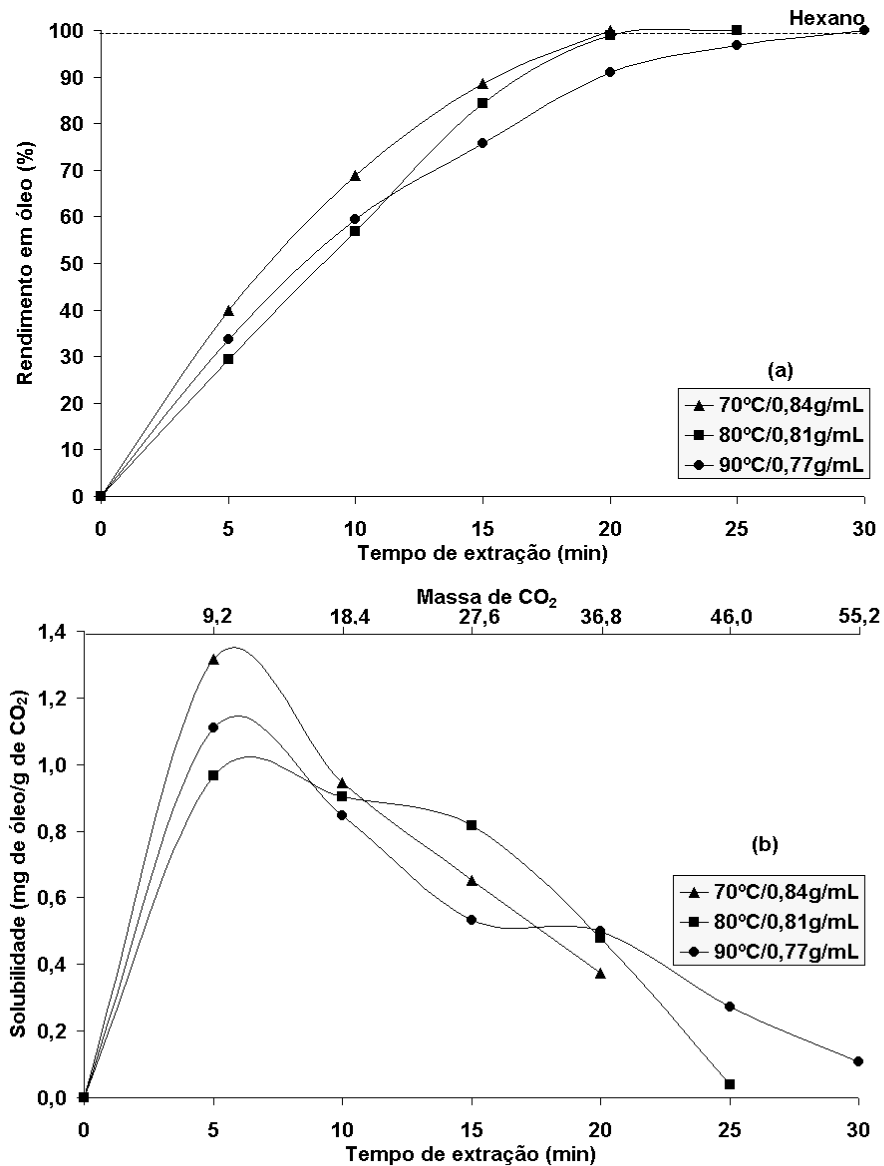 Hexano
100
90
80
70
60
50
40
30
20
10
0
Rendimento em óleo (%)
(a)
70ºC/0,84g/mL
80ºC/0,81g/mL
90ºC/0,77g/mL
0 5 10 15 20 25 30
Tempo de extração (min)
Massa de CO₂
9,2 18,4 27,6 36,8 46,0 55,2
1,4
1,2
1,0
0,8
0,6
0,4
0,2
0,0
Solubilidade (mg de óleo/g de CO₂)
(b)
70ºC/0,84g/mL
80ºC/0,81g/mL
90ºC/0,77g/mL
0 5 10 15 20 25 30
Tempo de extração (min)